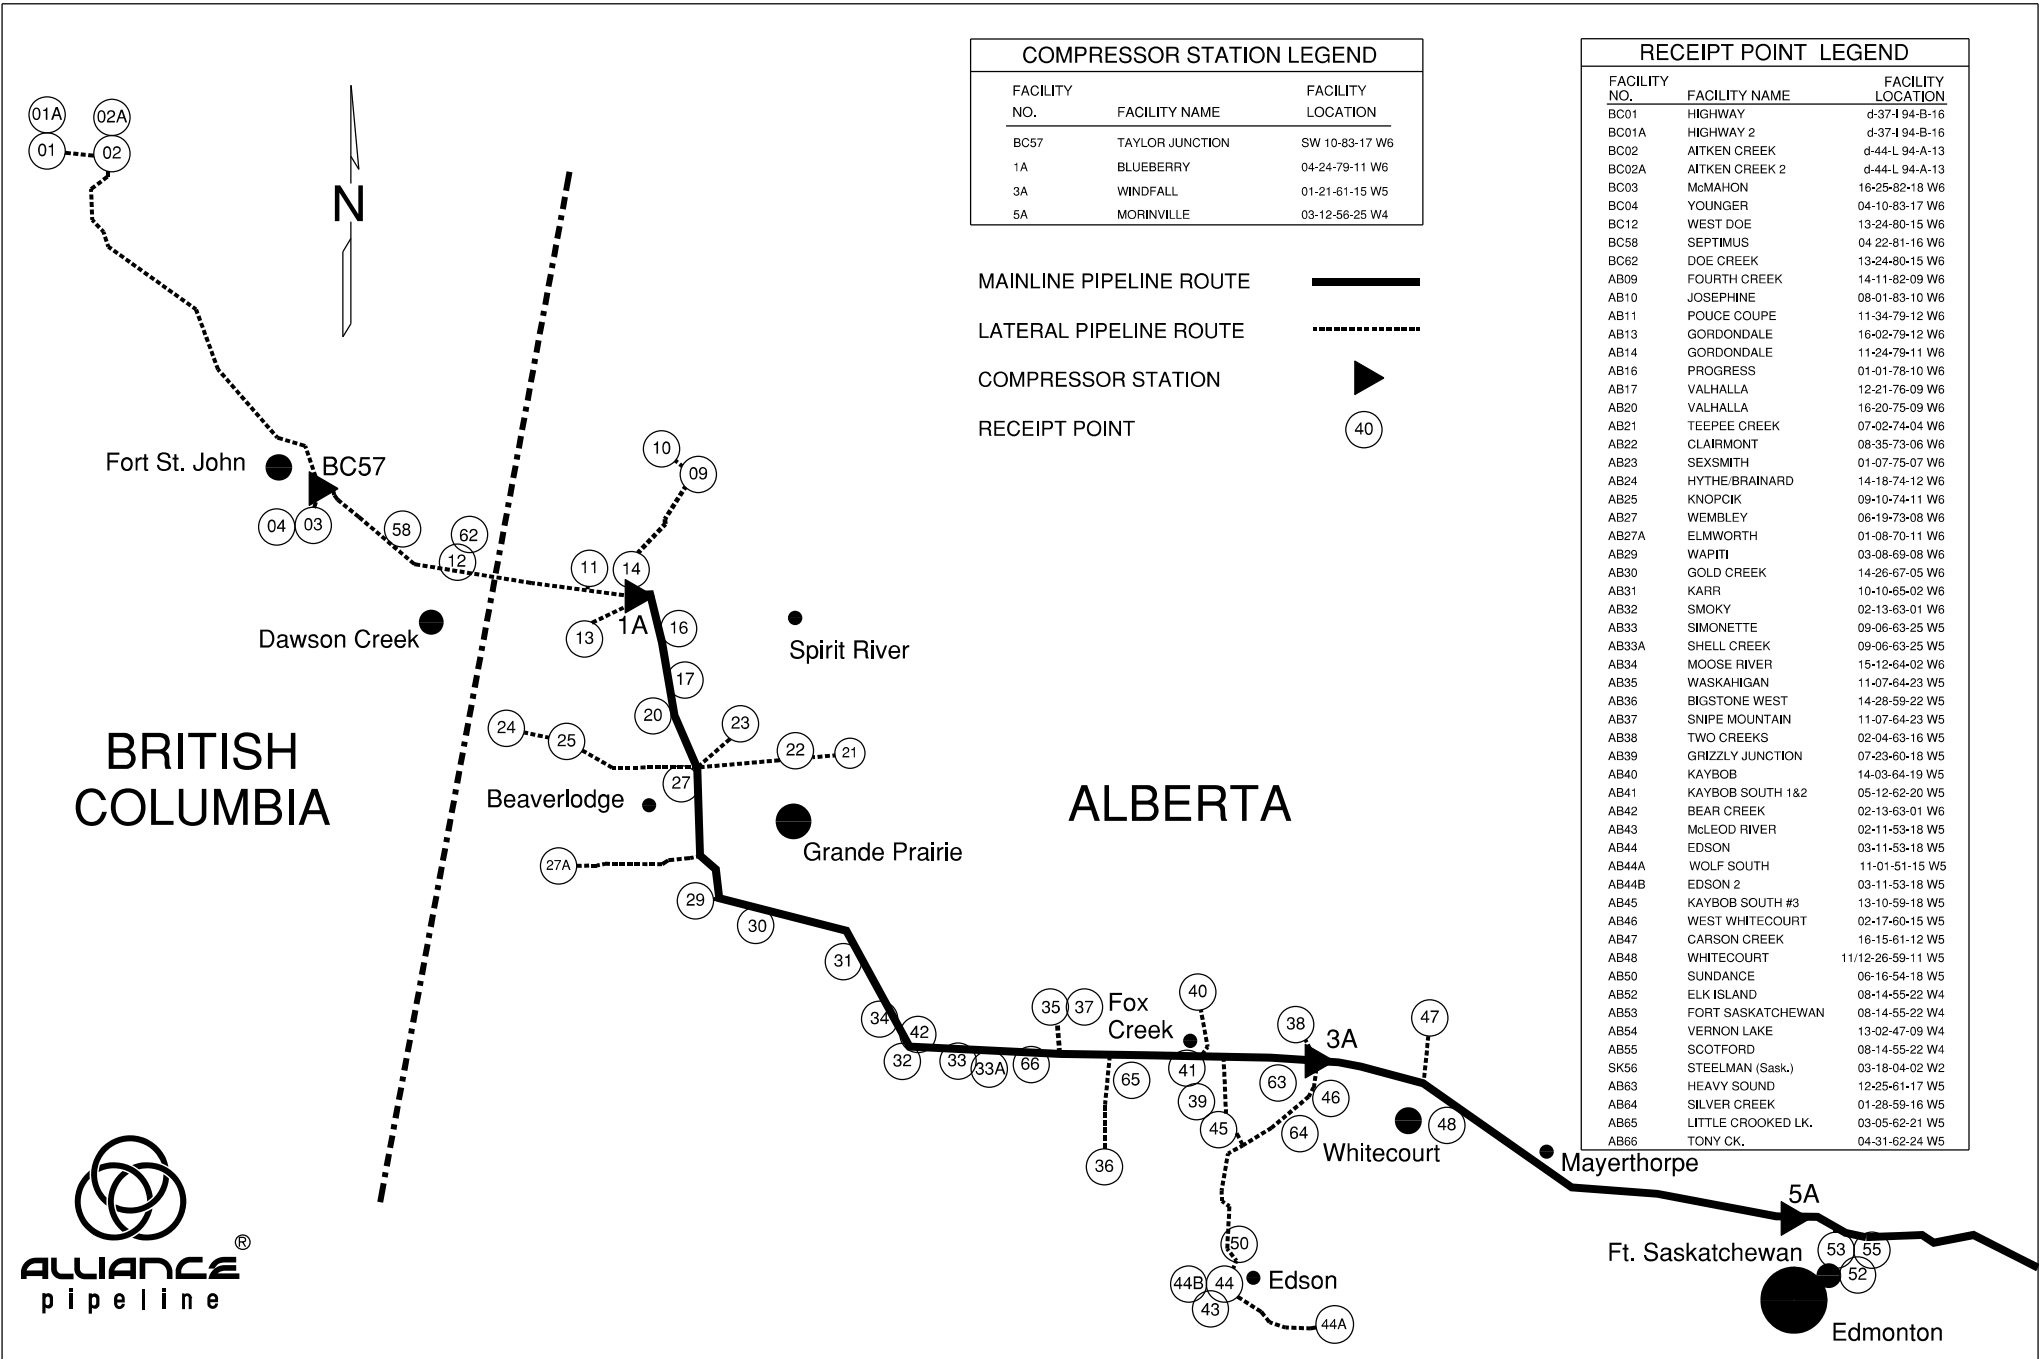 COMPRESSOR STATION LEGEND
FACILITY NO. FACILITY NAME FACILITY LOCATION
BC57 TAYLOR JUNCTION SW 10-83-17 W6
1A BLUEBERRY 04-24-79-11 W6
3A WINDFALL 01-21-61-15 W5
5A MORINVILLE 03-12-56-25 W4
MAINLINE PIPELINE ROUTE
LATERAL PIPELINE ROUTE
COMPRESSOR STATION
RECEIPT POINT 40
RECEIPT POINT LEGEND
FACILITY NO. FACILITY NAME FACILITY LOCATION
BC01 HIGHWAY d-37-I 94-B-16
BC01A HIGHWAY 2 d-37-I 94-B-16
BC02 AITKEN CREEK d-44-L 94-A-13
BC02A AITKEN CREEK 2 d-44-L 94-A-13
BC03 McMAHON 16-25-82-18 W6
BC04 YOUNGER 04-10-83-17 W6
BC12 WEST DOE 13-24-80-15 W6
BC58 SEPTIMUS 04 22-81-16 W6
BC62 DOE CREEK 13-24-80-15 W6
AB09 FOURTH CREEK 14-11-82-09 W6
AB10 JOSEPHINE 08-01-83-10 W6
AB11 POUCE COUPE 11-34-79-12 W6
AB13 GORDONDALE 16-02-79-12 W6
AB14 GORDONDALE 11-24-79-11 W6
AB16 PROGRESS 01-01-78-10 W6
AB17 VALHALLA 12-21-76-09 W6
AB20 VALHALLA 16-20-75-09 W6
AB21 TEEPEE CREEK 07-02-74-04 W6
AB22 CLAIRMONT 08-35-73-06 W6
AB23 SEXSMITH 01-07-75-07 W6
AB24 HYTHE/BRAINARD 14-18-74-12 W6
AB25 KNOPCIK 09-10-74-11 W6
AB27 WEMBLEY 06-19-73-08 W6
AB27A ELMWORTH 01-08-70-11 W6
AB29 WAPITI 03-08-69-08 W6
AB30 GOLD CREEK 14-26-67-05 W6
AB31 KARR 10-10-65-02 W6
AB32 SMOKY 02-13-63-01 W6
AB33 SIMONETTE 09-06-63-25 W5
AB33A SHELL CREEK 09-06-63-25 W5
AB34 MOOSE RIVER 15-12-64-02 W6
AB35 WASKAHIGAN 11-07-64-23 W5
AB36 BIGSTONE WEST 14-28-59-22 W5
AB37 SNIPE MOUNTAIN 11-07-64-23 W5
AB38 TWO CREEKS 02-04-63-16 W5
AB39 GRIZZLY JUNCTION 07-23-60-18 W5
AB40 KAYBOB 14-03-64-19 W5
AB41 KAYBOB SOUTH 1&2 05-12-62-20 W5
AB42 BEAR CREEK 02-13-63-01 W6
AB43 McLEOD RIVER 02-11-53-18 W5
AB44 EDSON 03-11-53-18 W5
AB44A WOLF SOUTH 11-01-51-15 W5
AB44B EDSON 2 03-11-53-18 W5
AB45 KAYBOB SOUTH #3 13-10-59-18 W5
AB46 WEST WHITECOURT 02-17-60-15 W5
AB47 CARSON CREEK 16-15-61-12 W5
AB48 WHITECOURT 11/12-26-59-11 W5
AB50 SUNDANCE 06-16-54-18 W5
AB52 ELK ISLAND 08-14-55-22 W4
AB53 FORT SASKATCHEWAN 08-14-55-22 W4
AB54 VERNON LAKE 13-02-47-09 W4
AB55 SCOTFORD 08-14-55-22 W4
SK56 STEELMAN (Sask.) 03-18-04-02 W2
AB63 HEAVY SOUND 12-25-61-17 W5
AB64 SILVER CREEK 01-28-59-16 W5
AB65 LITTLE CROOKED LK. 03-05-62-21 W5
AB66 TONY CK. 04-31-62-24 W5
01A 02A
01 02
N
Fort St. John
BC57
04 03
58
62
12
10
09
11
14
13
1A
16
Dawson Creek
Spirit River
17
20
23
24
25
22
21
27
BRITISH
COLUMBIA
Beaverlodge
ALBERTA
Grande Prairie
27A
29
30
31
34
42
32
33
33A
66
35 37
Fox
Creek
40
38
3A
47
65
41
63
39
46
45
64
48
36
Whitecourt
Mayerthorpe
5A
50
44B 44
43
Edson
44A
Ft. Saskatchewan
53 55
52
Edmonton
ALLIANCE ®
pipeline